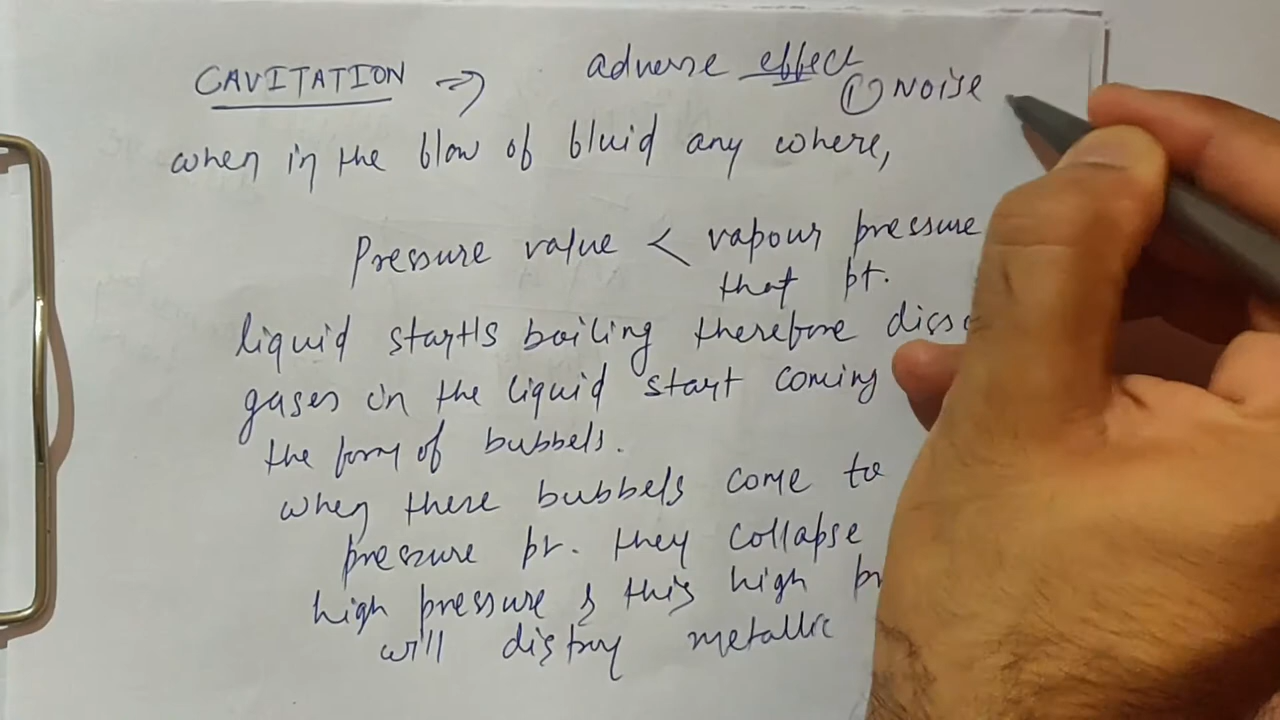 CAVITATION → adverse effect
① NOISE
when in the flow of fluid any where,
Pressure value < vapour pressure
that pt.
liquid starts boiling therefore
gases in the liquid start coming
the form of bubbels.
when these bubbels come to
pressure pt. they collapse
high pressure & this high
will distroy metallic